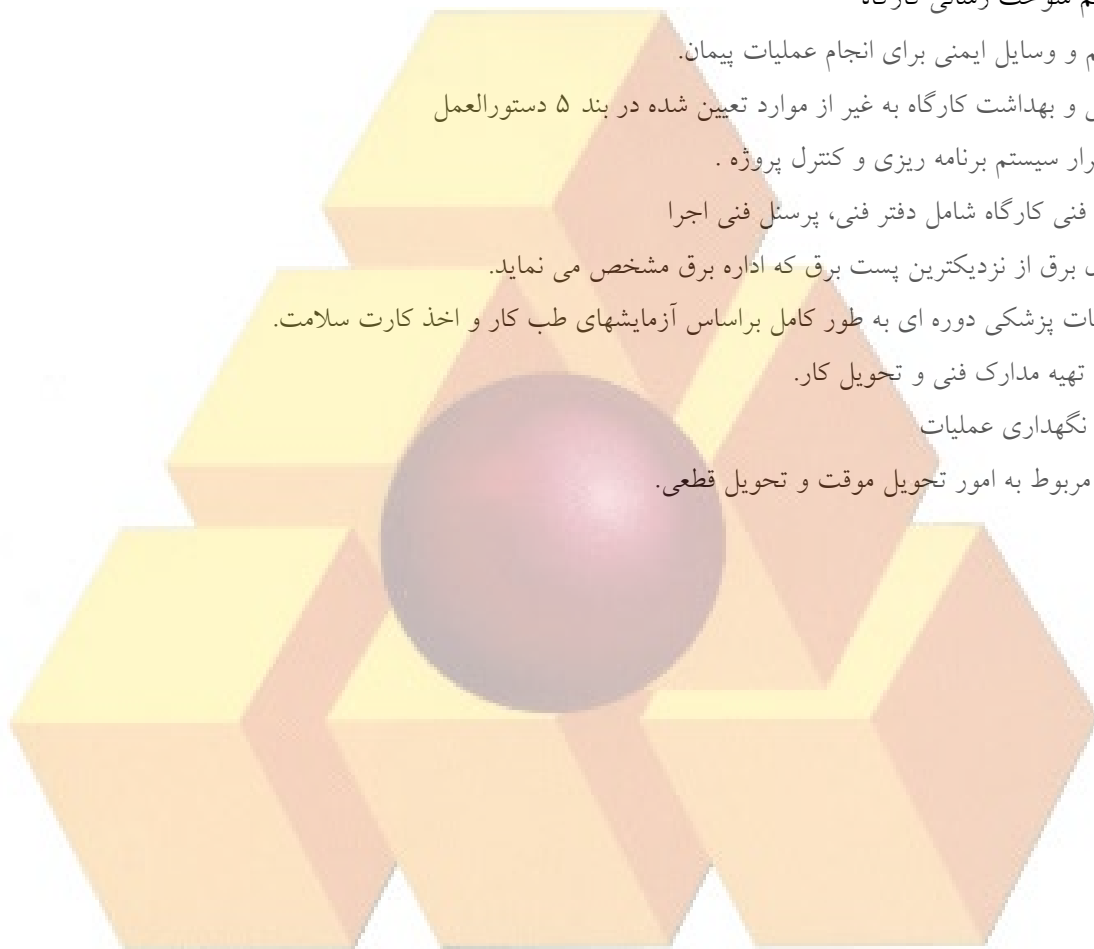 سوخت رسانی کارگاه
و وسایل ایمنی برای انجام عملیات پیمان.
و بهداشت کارگاه به غیر از موارد تعیین شده در بند ۵ دستورالعمل
سیستم برنامه ریزی و کنترل پروژه .
فنی کارگاه شامل دفتر فنی، پرسنل فنی اجرا
برق از نزدیکترین پست برق که اداره برق مشخص می نماید.
پزشکی دوره ای به طور کامل براساس آزمایشهای طب کار و اخذ کارت سلامت.
تهیه مدارک فنی و تحویل کار.
نگهداری عملیات
مربوط به امور تحویل موقت و تحویل قطعی.